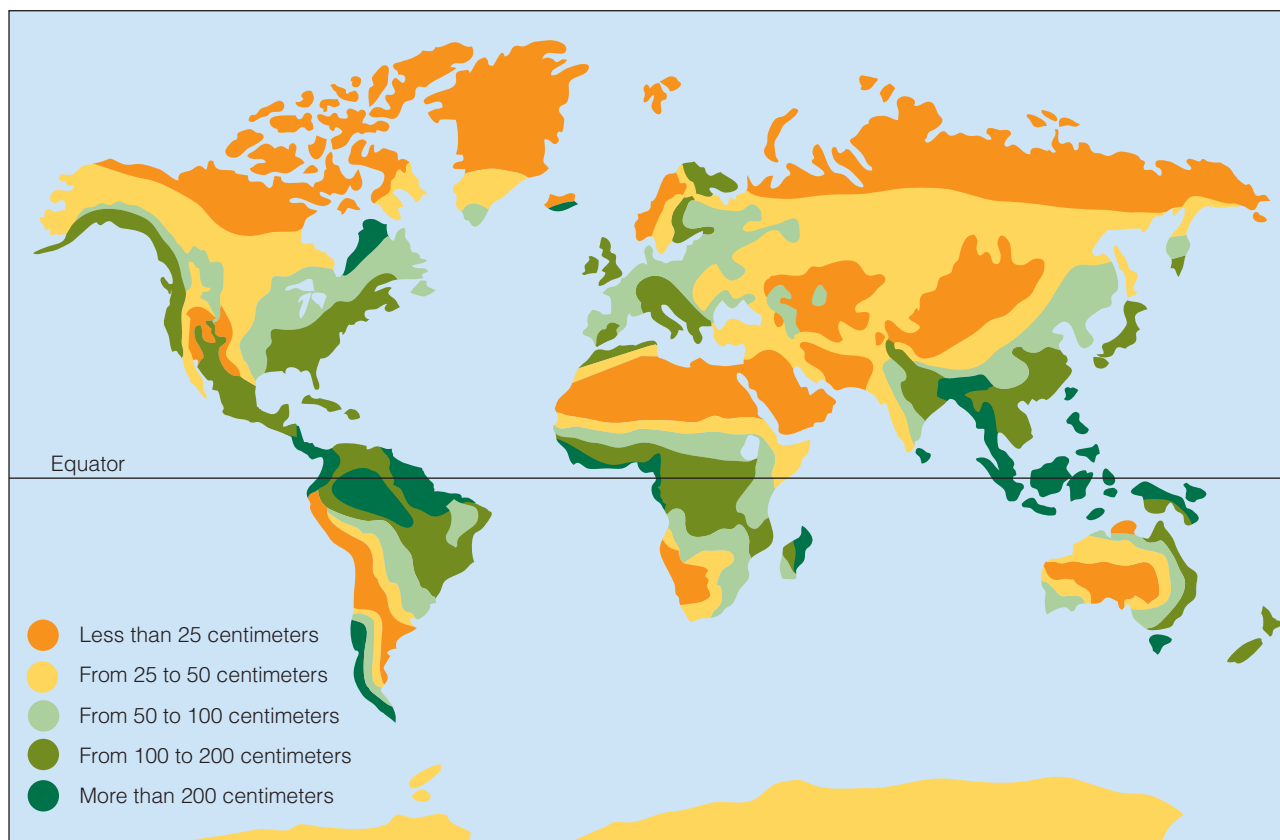 Equator
Less than 25 centimeters
From 25 to 50 centimeters
From 50 to 100 centimeters
From 100 to 200 centimeters
More than 200 centimeters